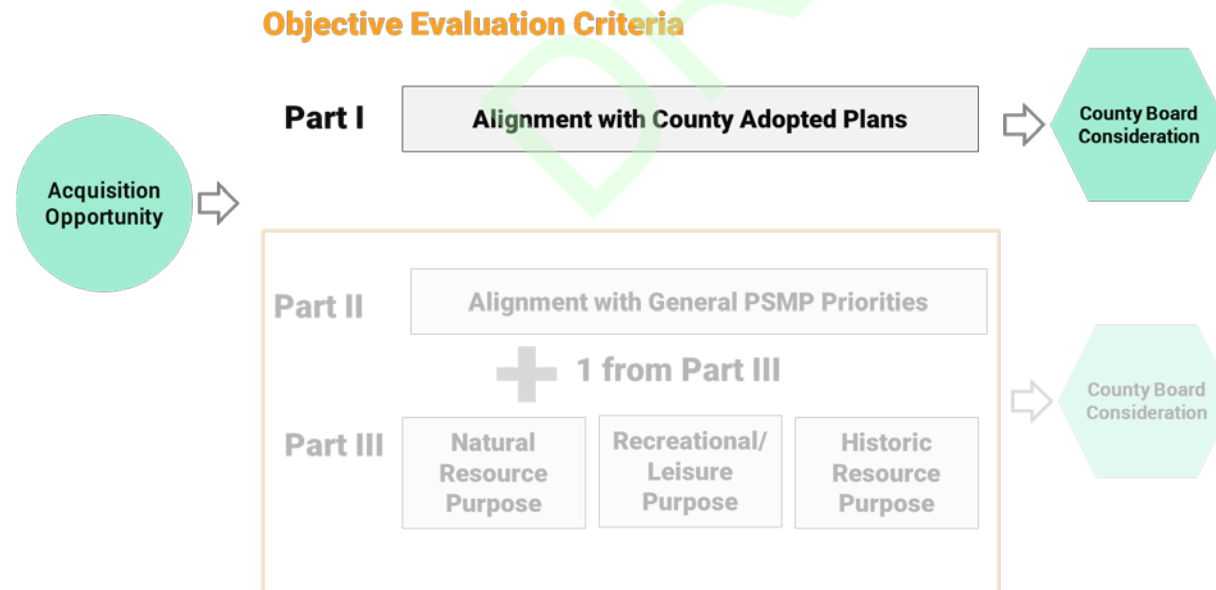 Objective Evaluation Criteria
Part I
Alignment with County Adopted Plans
County Board
Consideration
Acquisition
Opportunity
Part II
Alignment with General PSMP Priorities
1 from Part III
County Board
Consideration
Part III
Natural
Resource
Purpose
Recreational/
Leisure
Purpose
Historic
Resource
Purpose